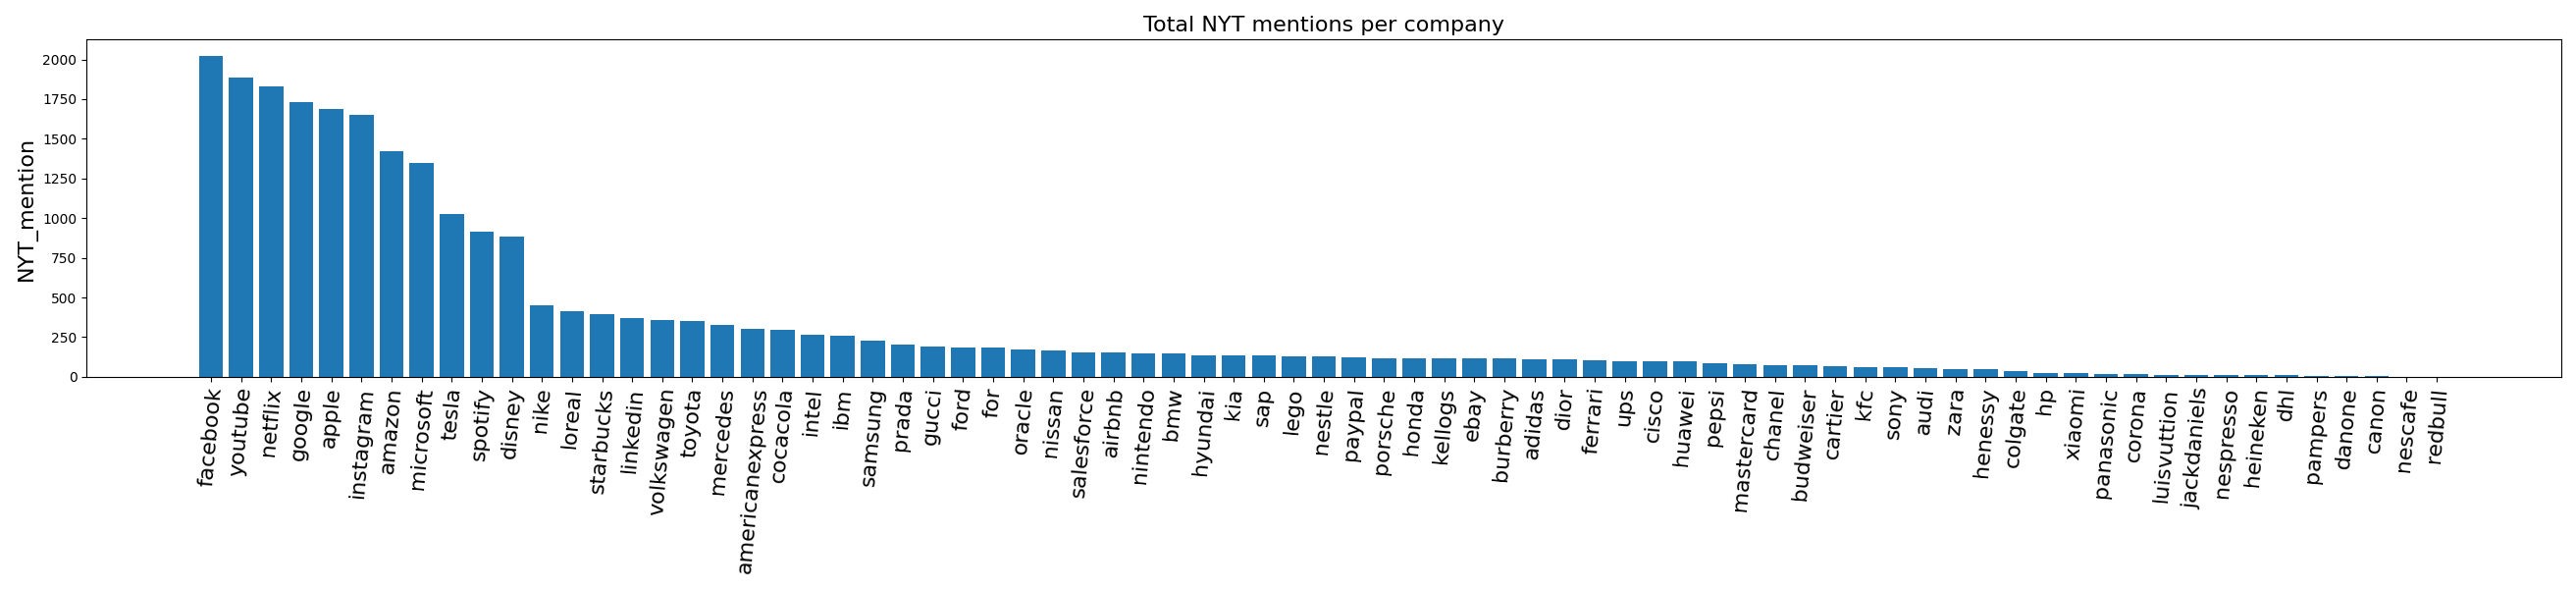 Total NYT mentions per company
NYT_mention
2000
1750
1500
1250
1000
750
500
250
0
facebook
youtube
netflix
google
apple
instagram
amazon
microsoft
tesla
spotify
disney
nike
loreal
starbucks
linkedin
volkswagen
toyota
mercedes
americanexpress
cocacola
intel
ibm
samsung
prada
gucci
ford
for
oracle
nissan
salesforce
airbnb
nintendo
bmw
hyundai
kia
sap
lego
nestle
paypal
porsche
honda
kellogs
ebay
burberry
adidas
dior
ferrari
ups
cisco
huawei
pepsi
mastercard
chanel
budweiser
cartier
kfc
sony
audi
zara
henessy
colgate
hp
xiaomi
panasonic
corona
luisvuttion
jackdaniels
nespresso
heineken
dhl
pampers
danone
canon
nescafe
redbull